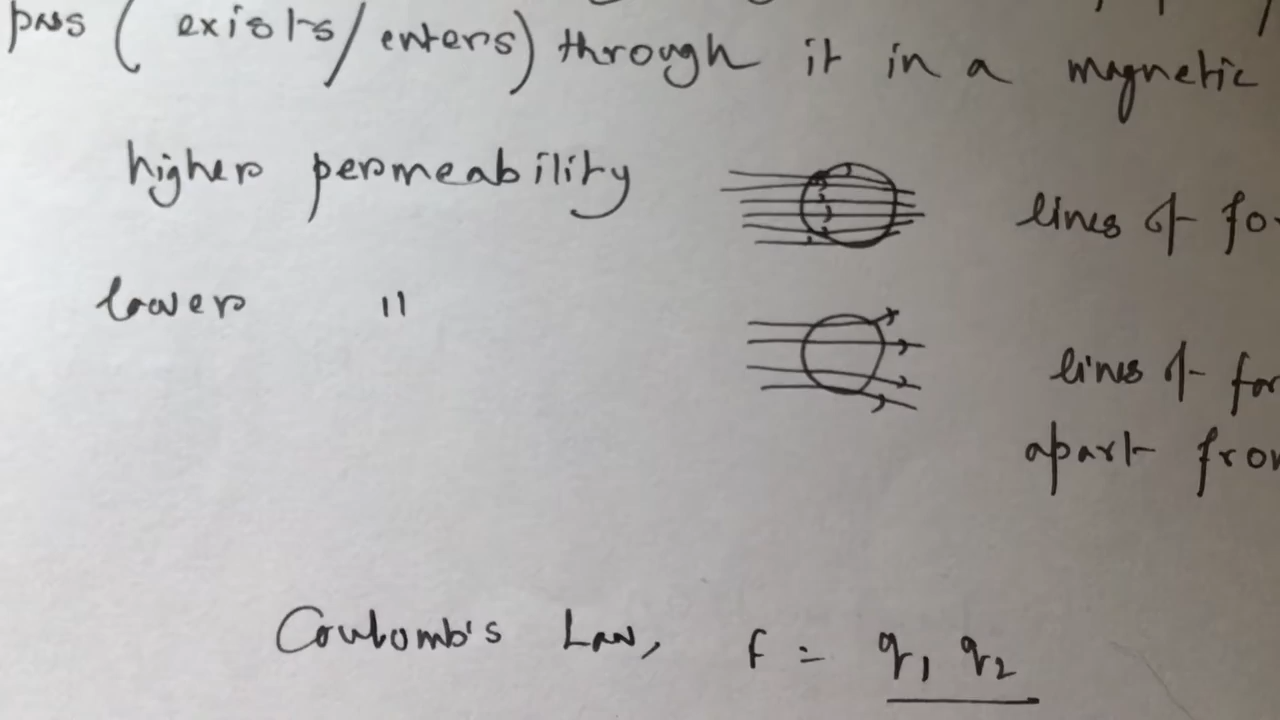 pass (exists/enters) through it in a magnetic
higher permeability
lines of fo
lower "
lines of for
apart from
Coulomb's Law, F = q₁ q₂